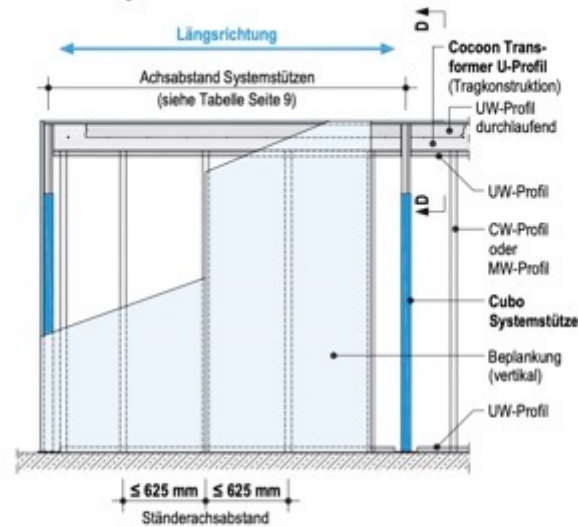 Längsrichtung
Achsabstand Systemstützen
(siehe Tabelle Seite 9)
D
Cocoon Trans-
former U-Profil
(Tragkonstruktion)
UW-Profil
durchlaufend
UW-Profil
D
CW-Profil
oder
MW-Profil
Cubo
Systemstütze
Beplankung
(vertikal)
UW-Profil
≤ 625 mm ≤ 625 mm
Ständerachsabstand